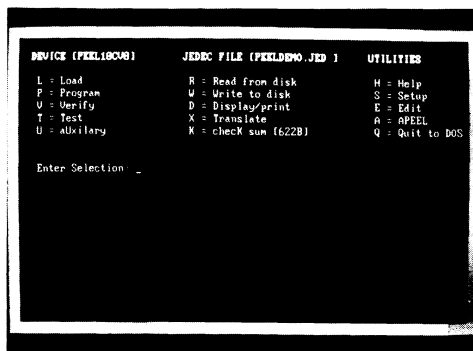 DEVICE [PEEL18CV8] JEDEC FILE [PEELDEMO.JED ] UTILITIES
L = Load R = Read from disk H = Help
P = Program W = Write to disk S = Setup
V = Verify D = Display/print E = Edit
T = Test X = Translate A = APEEL
U = aUxilary K = checK sum [622B] Q = Quit to DOS
Enter Selection _